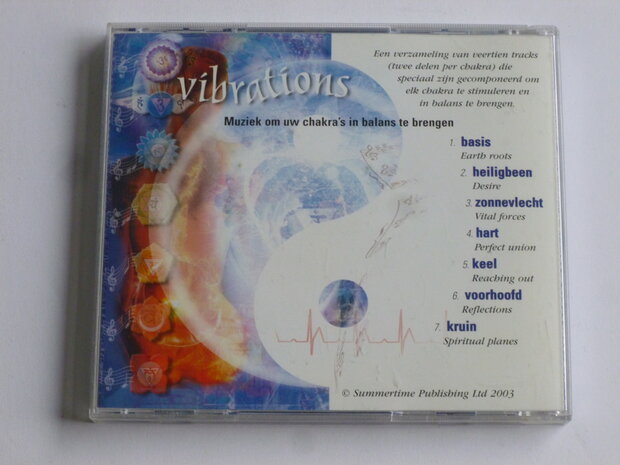 vibrations
Muziek om uw chakra's in balans te brengen
Een verzameling van veertien tracks
(twee delen per chakra) die
speciaal zijn gecomponeerd om
elk chakra te stimuleren en
in balans te brengen.
1. basis
Earth roots
2. heiligbeen
Desire
3. zonnevlecht
Vital forces
4. hart
Perfect union
5. keel
Reaching out
6. voorhoofd
Reflections
7. kruin
Spiritual planes
© Summertime Publishing Ltd 2003